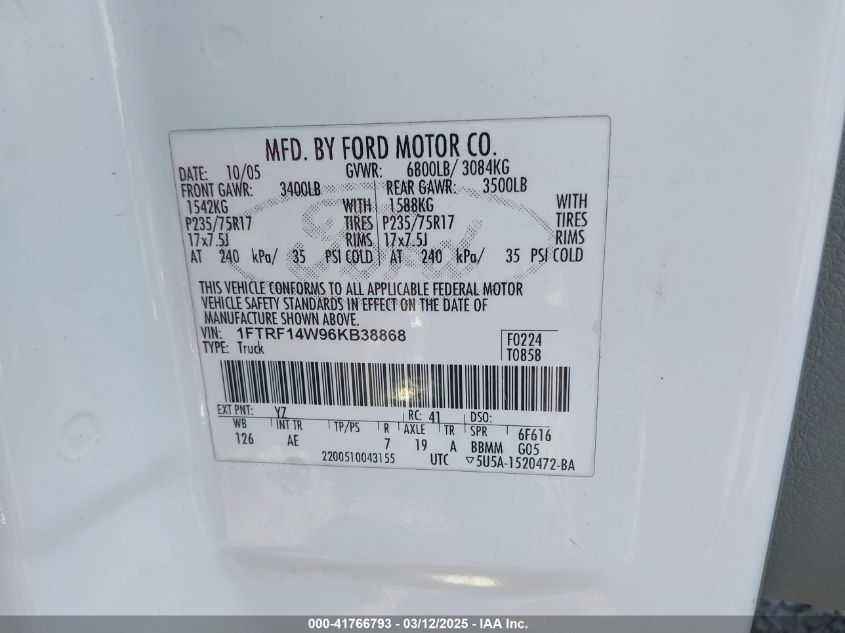 MFD. BY FORD MOTOR CO.
DATE: 10/05 GVWR: 6800LB/ 3084KG
FRONT GAWR: 3400LB REAR GAWR: 3500LB
1542KG WITH 1588KG WITH
P235/75R17 TIRES P235/75R17 TIRES
17x7.5J RIMS 17x7.5J RIMS
AT 240 kPa/ 35 PSI COLD AT 240 kPa/ 35 PSI COLD
Ford
THIS VEHICLE CONFORMS TO ALL APPLICABLE FEDERAL MOTOR
VEHICLE SAFETY STANDARDS IN EFFECT ON THE DATE OF
MANUFACTURE SHOWN ABOVE.
VIN: 1FTRF14W96KB38868
TYPE: Truck
F0224
T085B
EXT PNT: YZ RC: 41 DSO:
WB INT TR TP/PS R AXLE TR SPR 6F616
126 AE 7 19 A BBMM G05
2200510043155 UTC ▽5U5A-1520472-BA
000-41766793 - 03/12/2025 - IAA Inc.